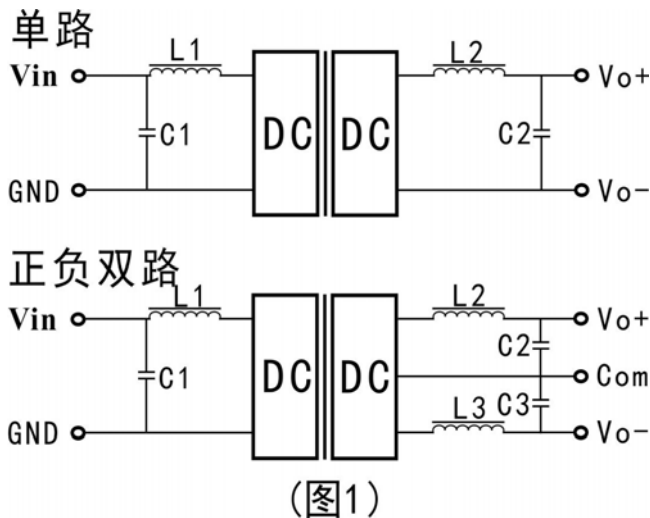 单路
L1
L2
Vin
Vo+
C1
DC
DC
C2
GND
Vo-
正负双路
L1
L2
Vin
Vo+
C2
C1
DC
DC
Com
C3
L3
GND
Vo-
(图1)